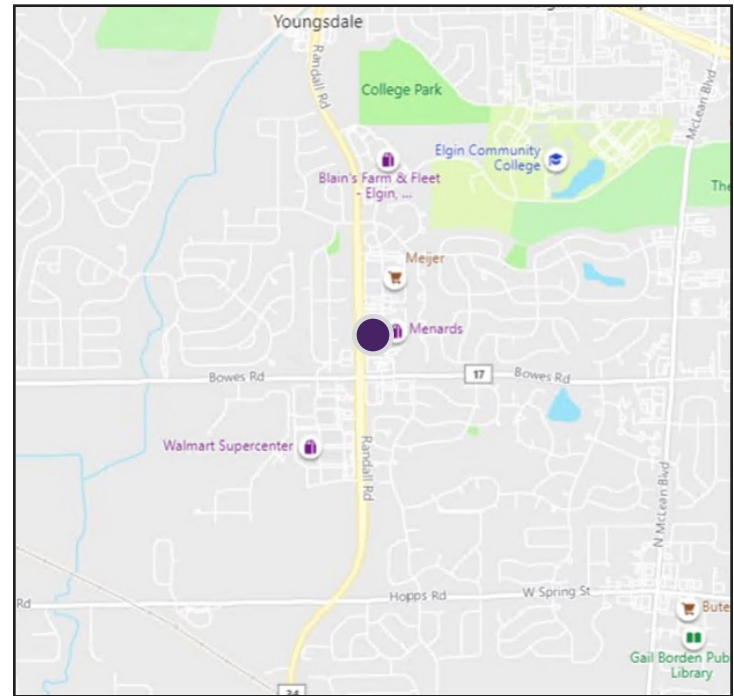 Youngsdale
Randall Rd
McLean Blvd
College Park
Elgin Community
College
Blain's Farm & Fleet
- Elgin, ...
The
Meijer
Menards
Bowes Rd
17
Bowes Rd
Walmart Supercenter
Randall Rd
N McLean Blvd
Rd
Hopps Rd
W Spring St
Bute
Gail Borden Pub
Library
34